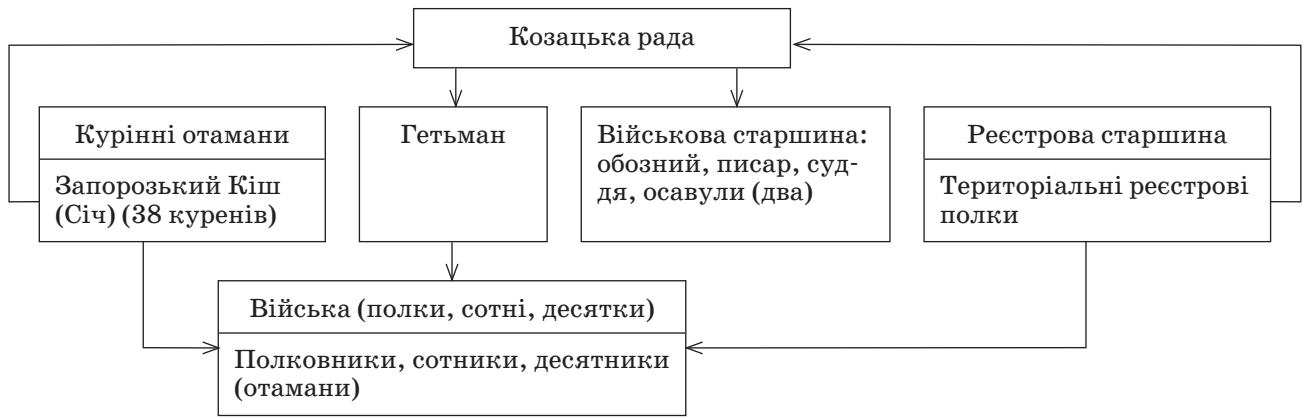 Козацька рада
Курінні отамани
Запорозький Кіш
(Січ) (38 куренів)
Гетьман
Військова старшина:
обозний, писар, суд-
дя, осавули (два)
Реєстрова старшина
Територіальні реєстрові
полки
Війська (полки, сотні, десятки)
Полковники, сотники, десятники
(отамани)